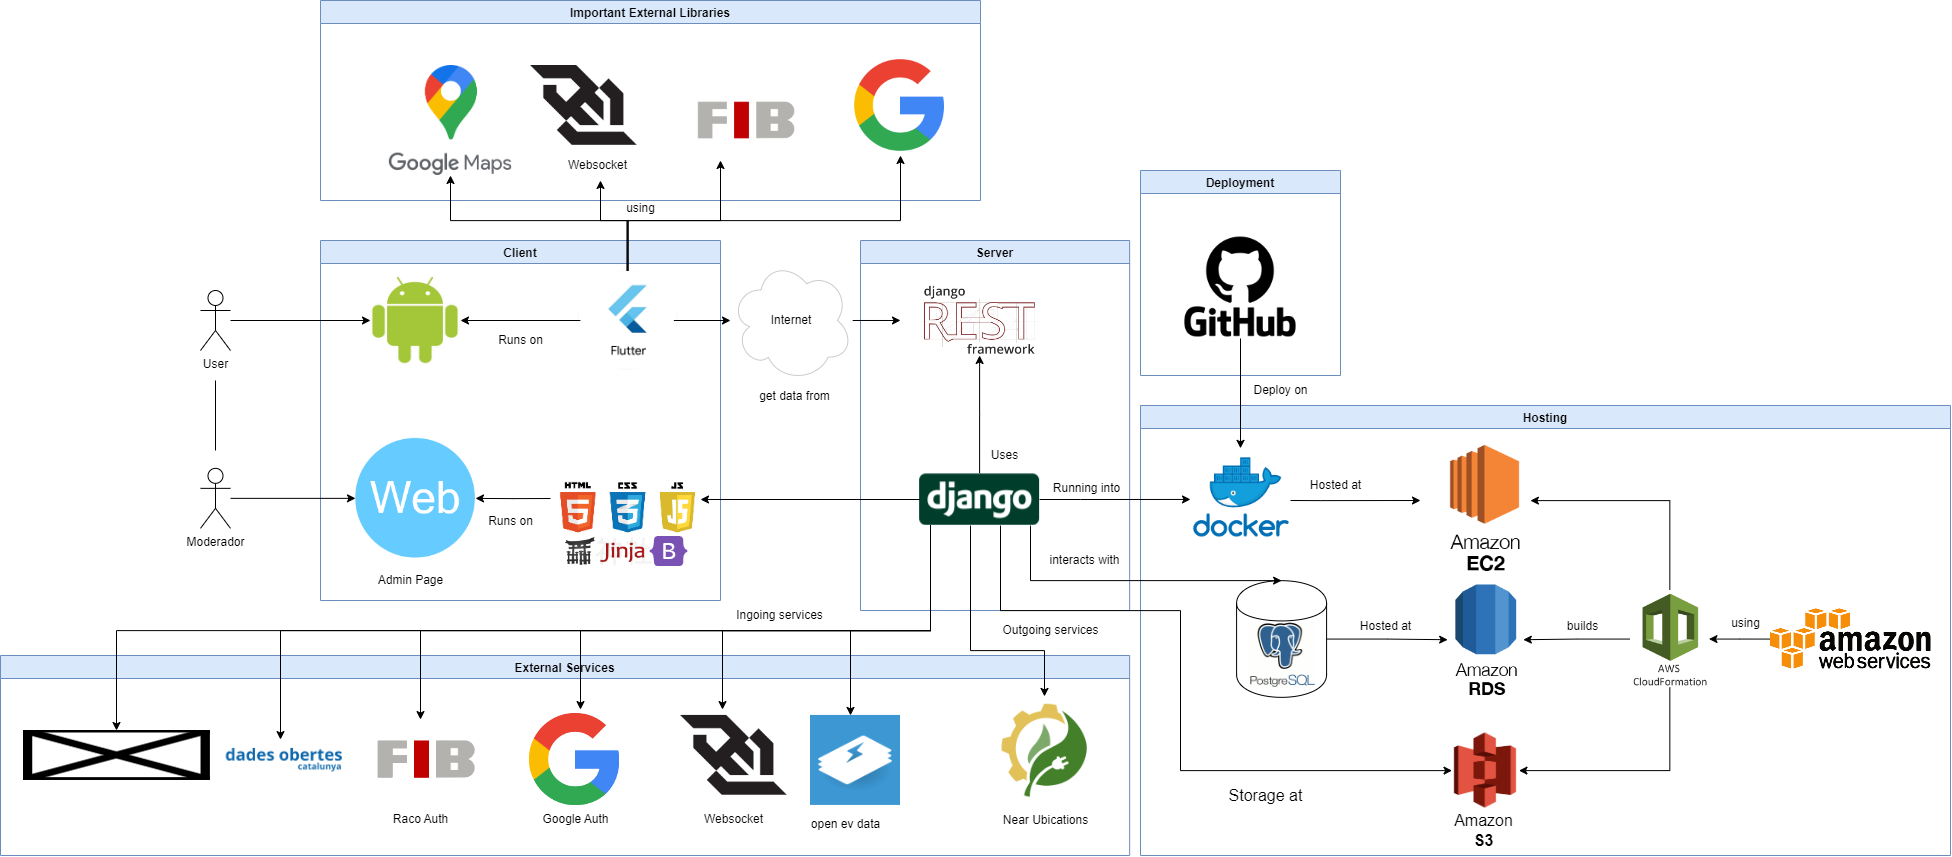 Important External Libraries
Google Maps
Websocket
FIB
G
using
Deployment
GitHub
Deploy on
Client
Server
User
Runs on
Flutter
Internet
get data from
django
REST
framework
Uses
Moderador
Web
Admin Page
Runs on
HTML
5
CSS
3
JS
JS
Jinja
B
django
Running into
interacts with
Ingoing services
Outgoing services
Hosting
docker
Hosted at
Amazon
EC2
PostgreSQL
Hosted at
Amazon
RDS
builds
AWS
CloudFormation
using
amazon
web services
Storage at
Amazon
S3
External Services
dades obertes
catalunya
FIB
Raco Auth
G
Google Auth
Websocket
open ev data
Near Ubications